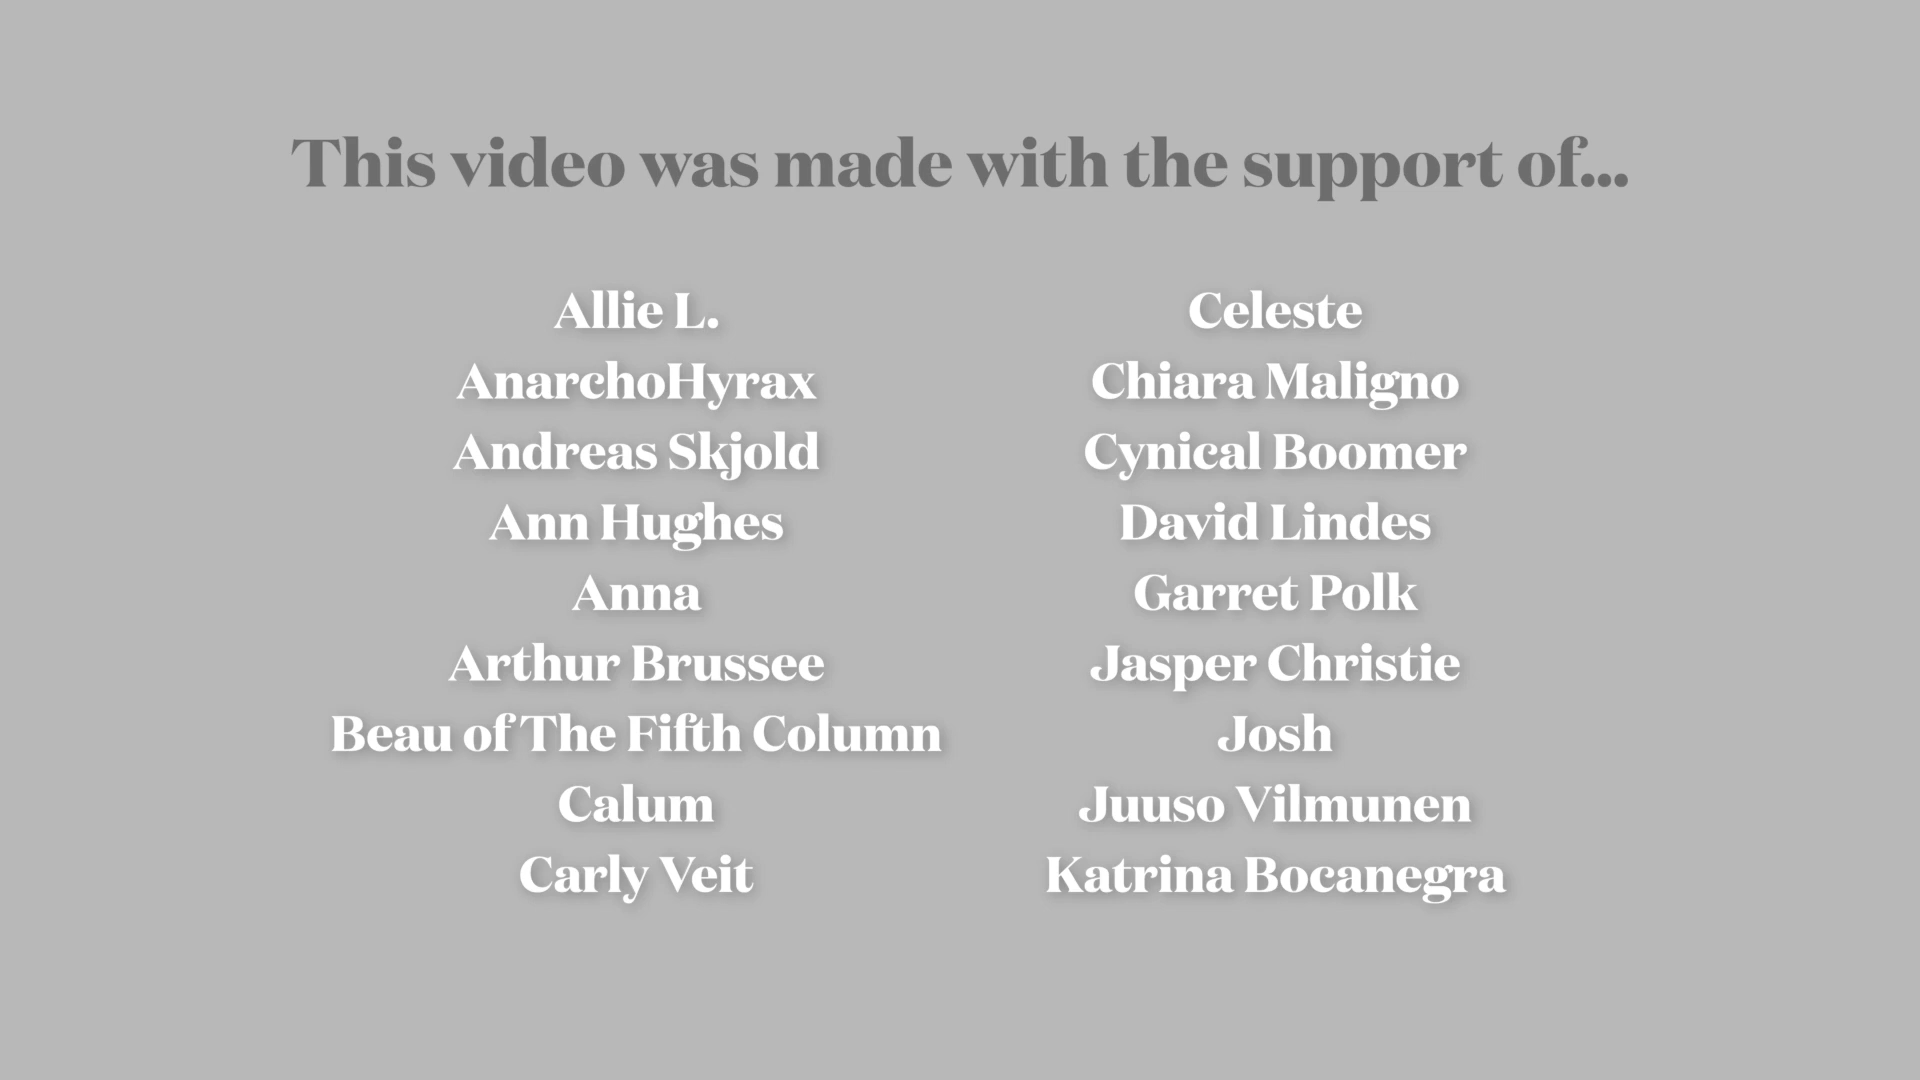 This video was made with the support of...
Allie L.
AnarchoHyrax
Andreas Skjold
Ann Hughes
Anna
Arthur Brussee
Beau of The Fifth Column
Calum
Carly Veit
Celeste
Chiara Maligno
Cynical Boomer
David Lindes
Garret Polk
Jasper Christie
Josh
Juuso Vilmunen
Katrina Bocanegra